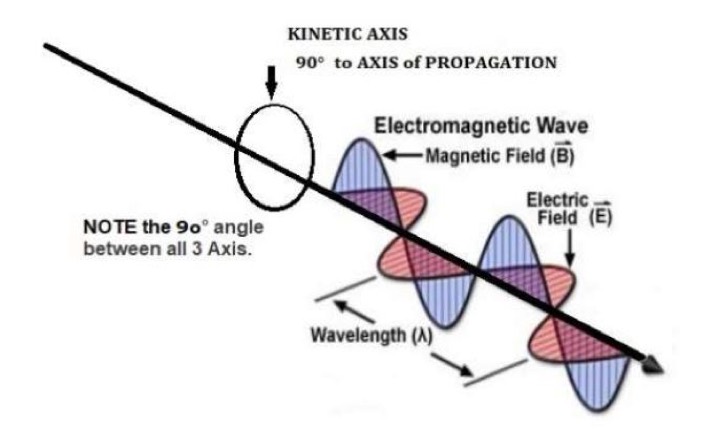 KINETIC AXIS
90° to AXIS of PROPAGATION
Electromagnetic Wave
Magnetic Field (B⃗)
Electric
Field (E⃗)
NOTE the 9o° angle
between all 3 Axis.
Wavelength (λ)